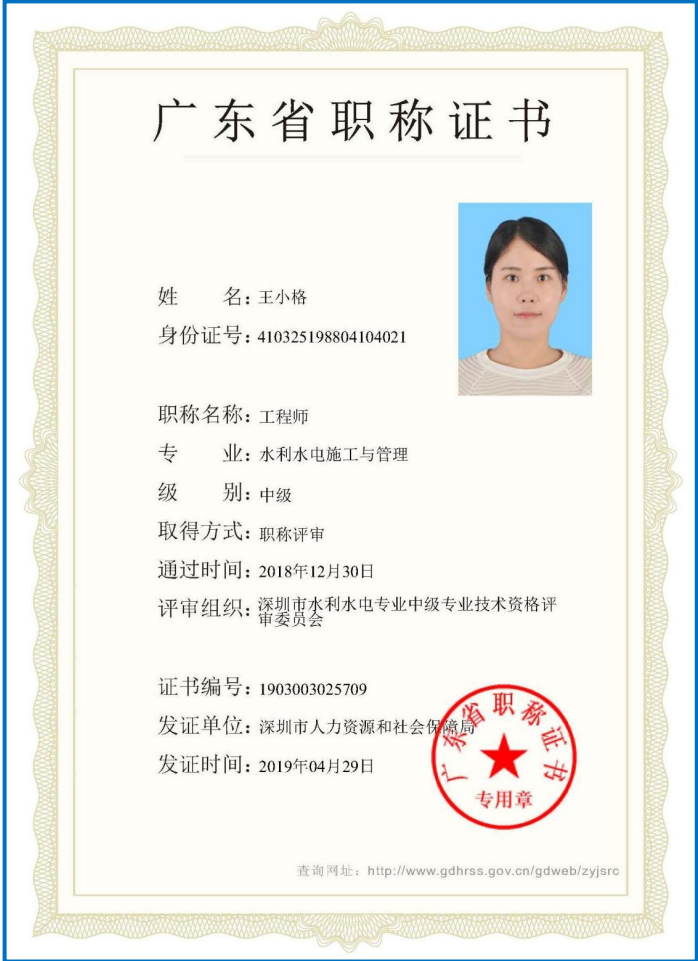 广东省职称证书
姓 名：王小格
身份证号：410325198804104021
职称名称：工程师
专 业：水利水电施工与管理
级 别：中级
取得方式：职称评审
通过时间：2018年12月30日
评审组织：深圳市水利水电专业中级专业技术资格评
审委员会
证书编号：1903003025709
发证单位：深圳市人力资源和社会保障局
发证时间：2019年04月29日
广东省职称证书
专用章
查询网址：http://www.gdhrss.gov.cn/gdweb/zyjsrc